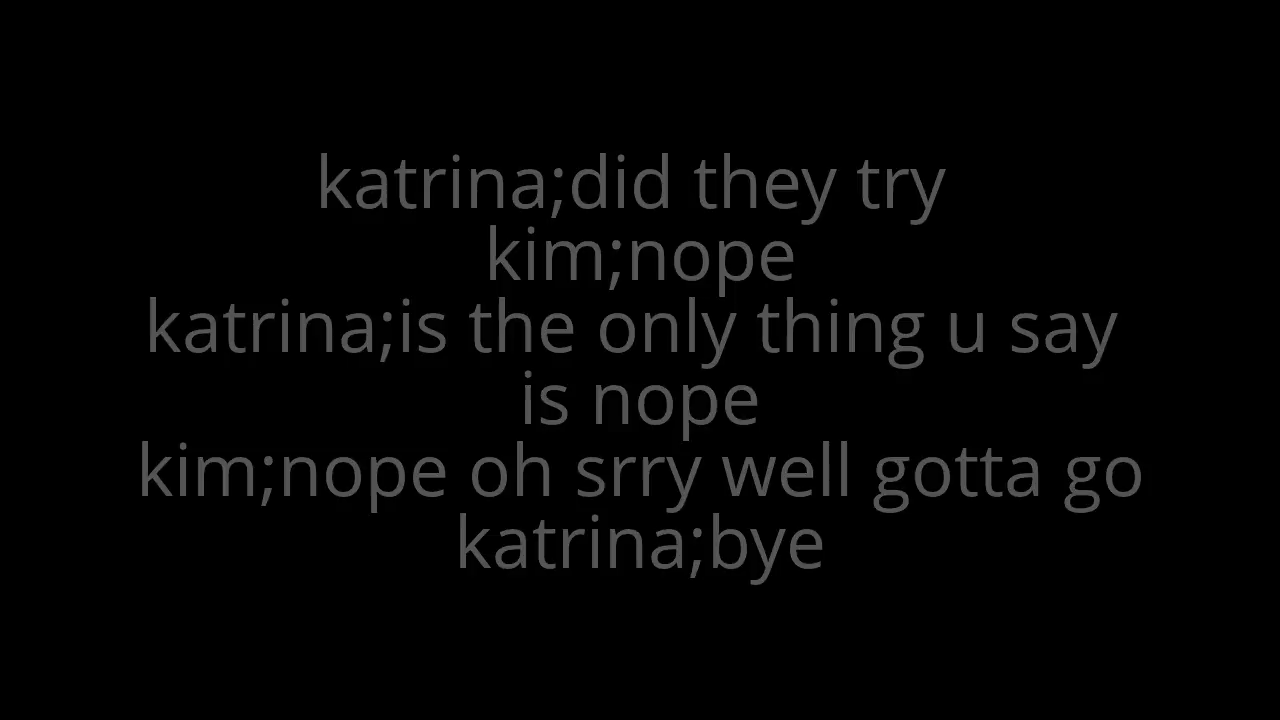 katrina;did they try
kim;nope
katrina;is the only thing u say
is nope
kim;nope oh srry well gotta go
katrina;bye